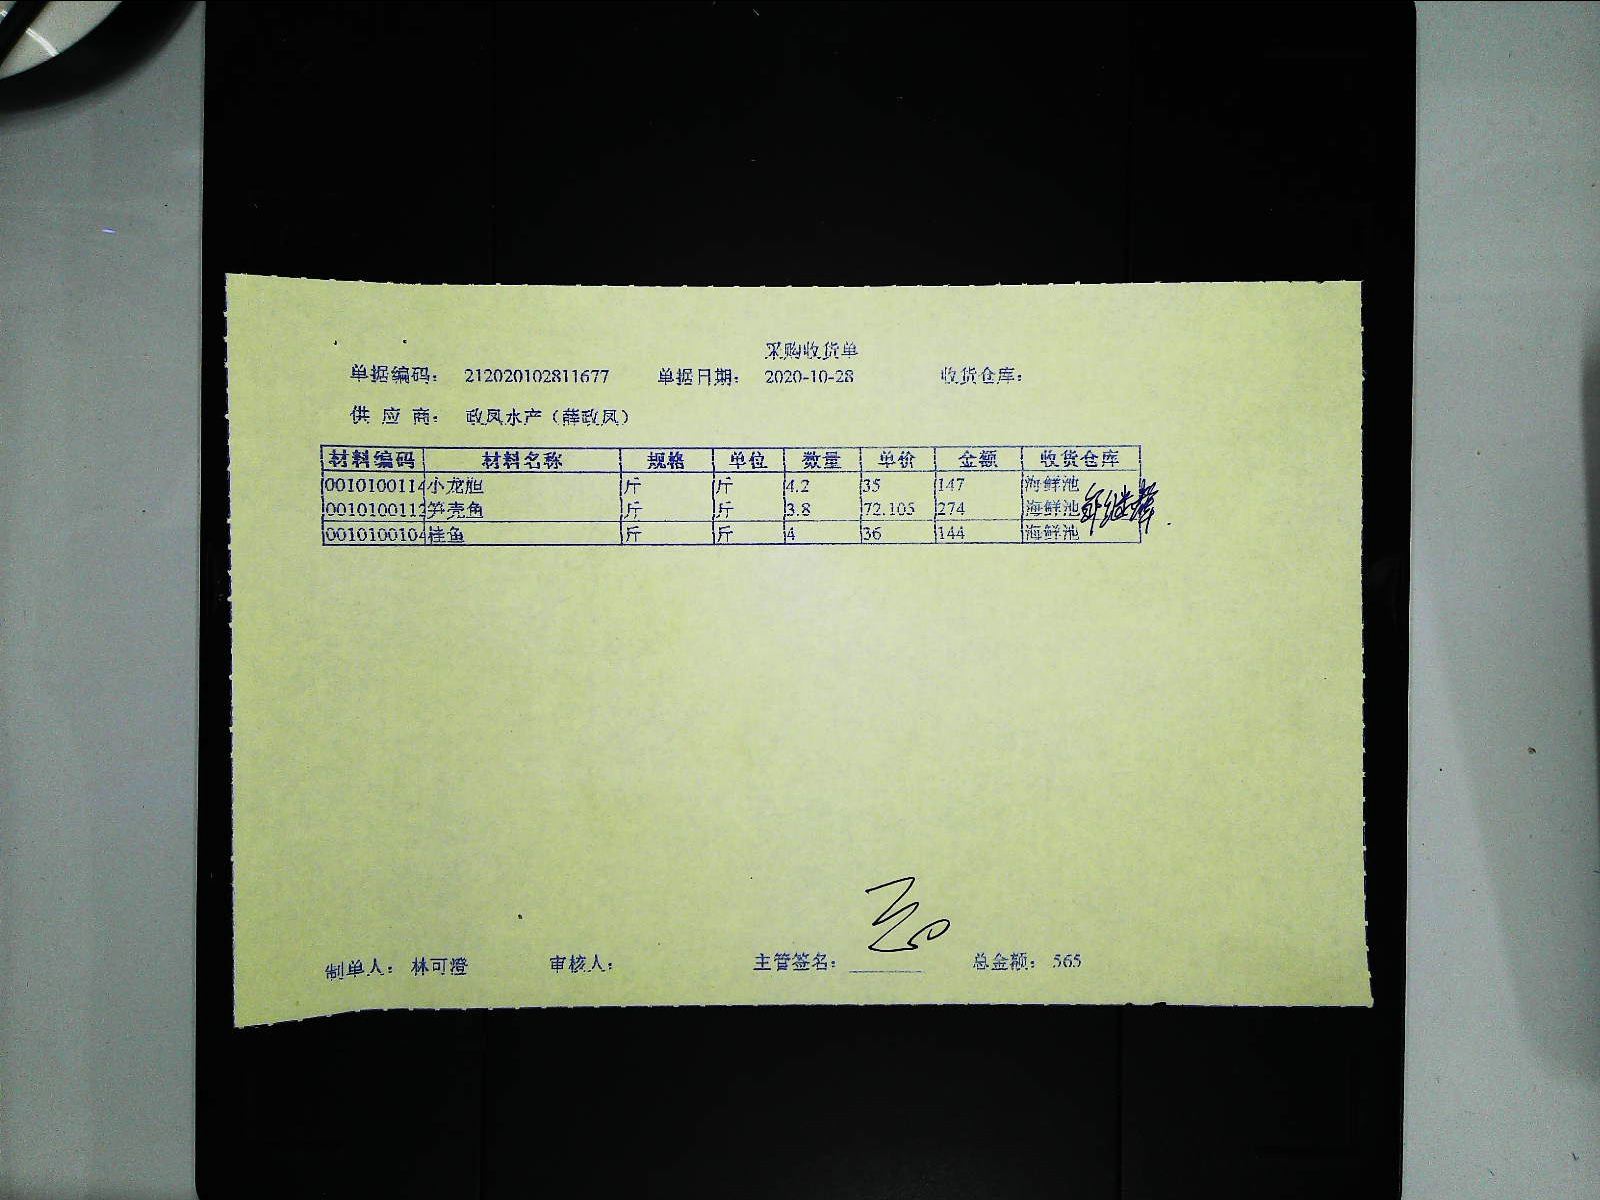 采购收货单
单据编码： 212020102811677 单据日期： 2020-10-28 收货仓库：
供 应 商： 政凤水产（薛政凤）
材料编码 材料名称 规格 单位 数量 单价 金额 收货仓库
0010100114 小龙胆 斤 斤 4.2 35 147 海鲜池
0010100112 笋壳鱼 斤 斤 3.8 72.105 274 海鲜池
0010100104 桂鱼 斤 斤 4 36 144 海鲜池
制单人： 林可澄 审核人： 主管签名： 总金额： 565